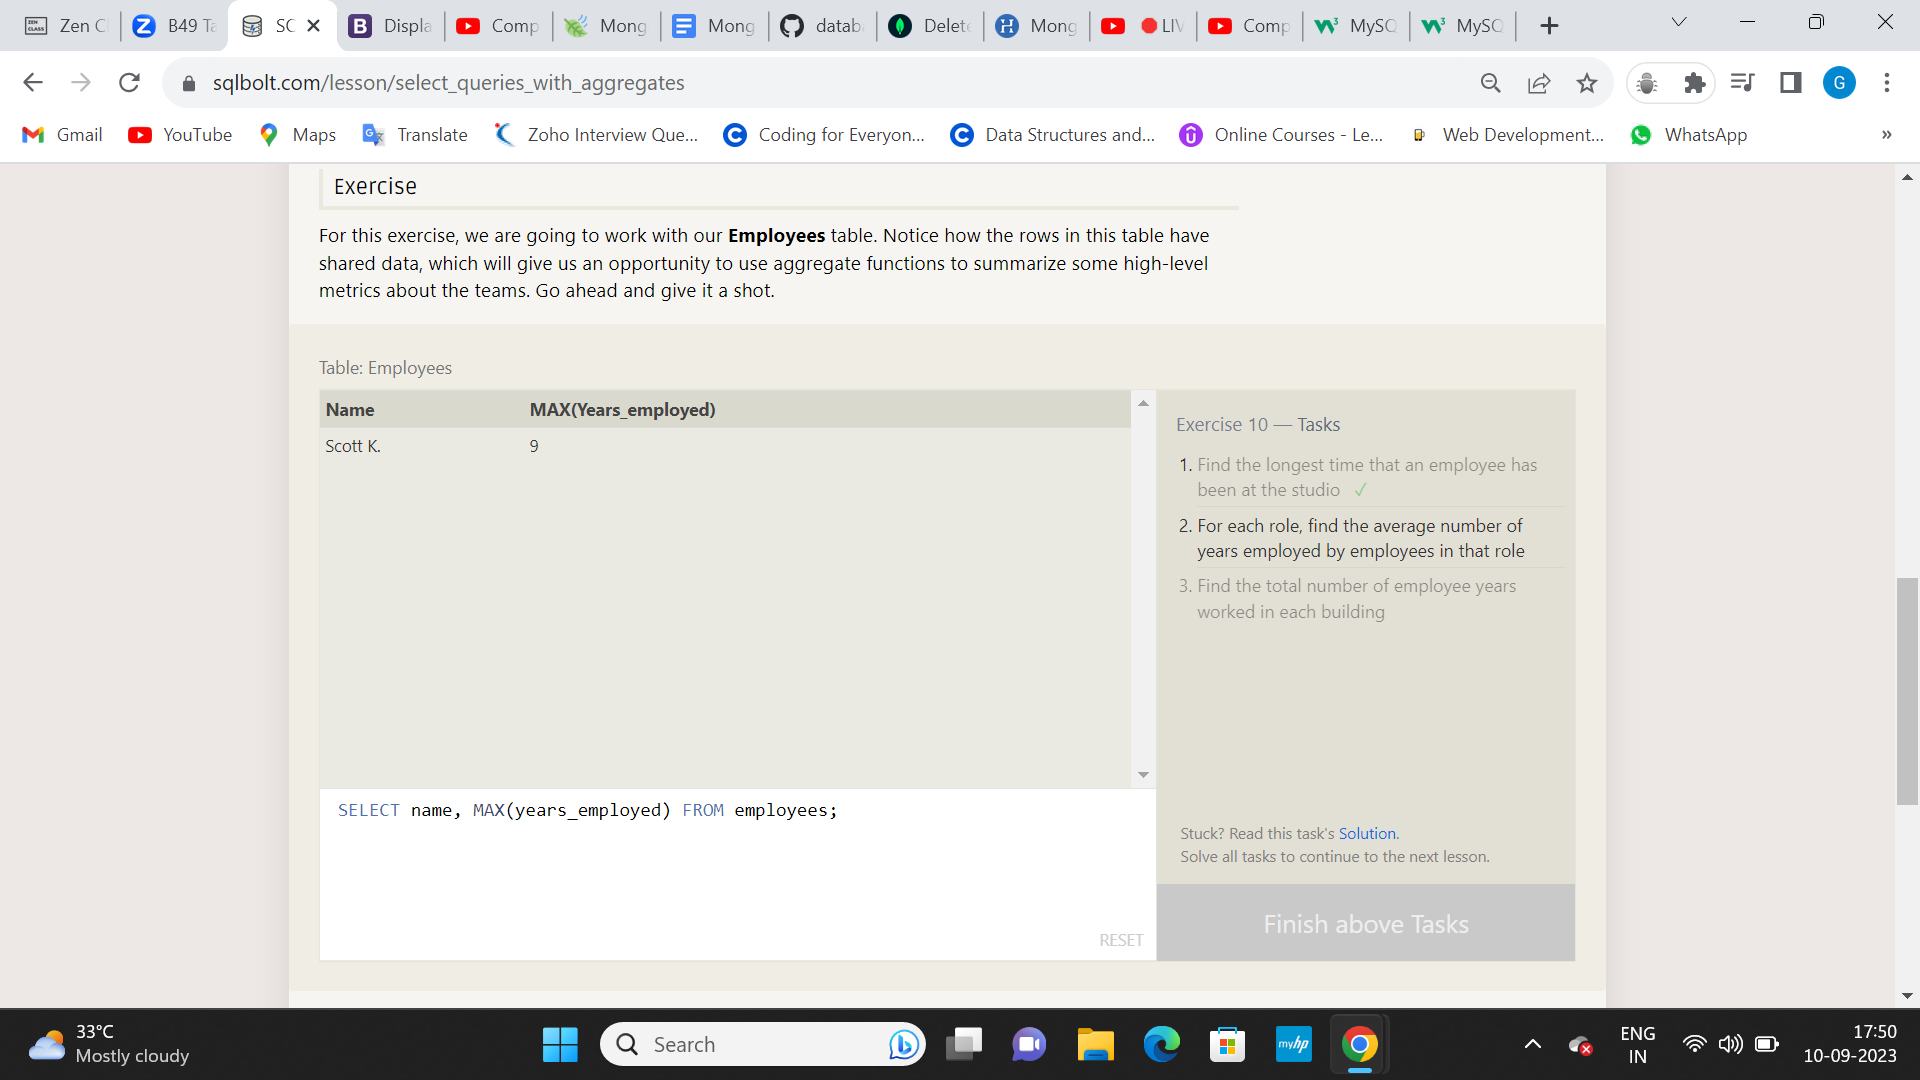 Zen C
B49 Ta
SC
Displa
Comp
Mong
Mong
datab
Delete
Mong
LIV
Comp
MySQ
MySQ
sqlbolt.com/lesson/select_queries_with_aggregates
G
Gmail
YouTube
Maps
Translate
Zoho Interview Que...
Coding for Everyon...
Data Structures and...
Online Courses - Le...
Web Development...
WhatsApp
»
Exercise
For this exercise, we are going to work with our Employees table. Notice how the rows in this table have
shared data, which will give us an opportunity to use aggregate functions to summarize some high-level
metrics about the teams. Go ahead and give it a shot.
Table: Employees
Name MAX(Years_employed)
Scott K. 9
SELECT name, MAX(years_employed) FROM employees;
RESET
Exercise 10 — Tasks
1. Find the longest time that an employee has
been at the studio ✓
2. For each role, find the average number of
years employed by employees in that role
3. Find the total number of employee years
worked in each building
Stuck? Read this task's Solution.
Solve all tasks to continue to the next lesson.
Finish above Tasks
33°C
Mostly cloudy
Search
myhp
ENG
IN
17:50
10-09-2023